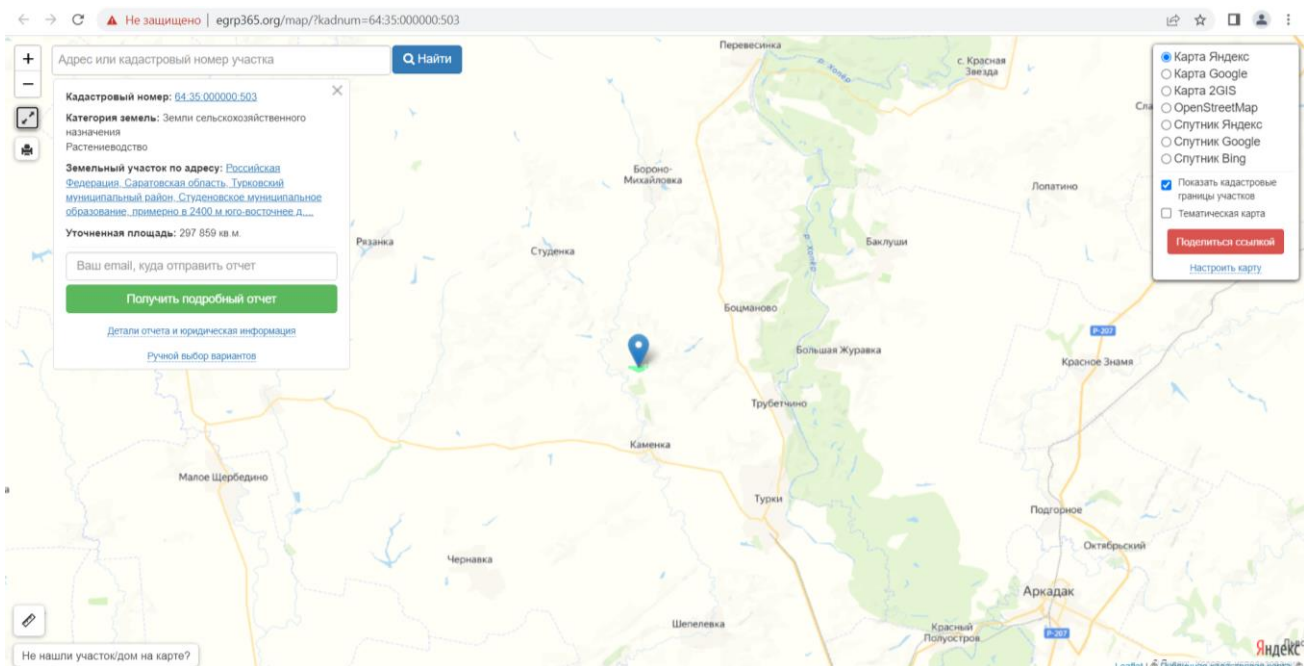 Не защищено | egrp365.org/map/?kadnum=64:35:000000:503
Адрес или кадастровый номер участка
Найти
Кадастровый номер: 64:35:000000:503
Категория земель: Земли сельскохозяйственного
назначения
Растениеводство
Земельный участок по адресу: Российская
Федерация, Саратовская область, Турковский
муниципальный район, Студеновское муниципальное
образование, примерно в 2400 м юго-восточнее д....
Уточненная площадь: 297 859 кв.м.
Ваш email, куда отправить отчет
Получить подробный отчет
Детали отчета и юридическая информация
Ручной выбор вариантов
Карта Яндекс
Карта Google
Карта 2GIS
OpenStreetMap
Спутник Яндекс
Спутник Google
Спутник Bing
Показать кадастровые
границы участков
Тематическая карта
Поделиться ссылкой
Настроить карту
Перевесинка
р. Хопёр
с. Красная
Звезда
Бороно-
Михайловка
Лопатино
Рязанка
Студенка
р. Хопёр
Баклуши
Боцманово
Р-207
Большая Журавка
Красное Знамя
Трубетчино
Каменка
Малое Щербедино
Турки
Подгорное
Чернавка
Октябрьский
Аркадак
Шепелевка
Красный
Полуостров
Р-207
Не нашли участок/дом на карте?
Яндекс